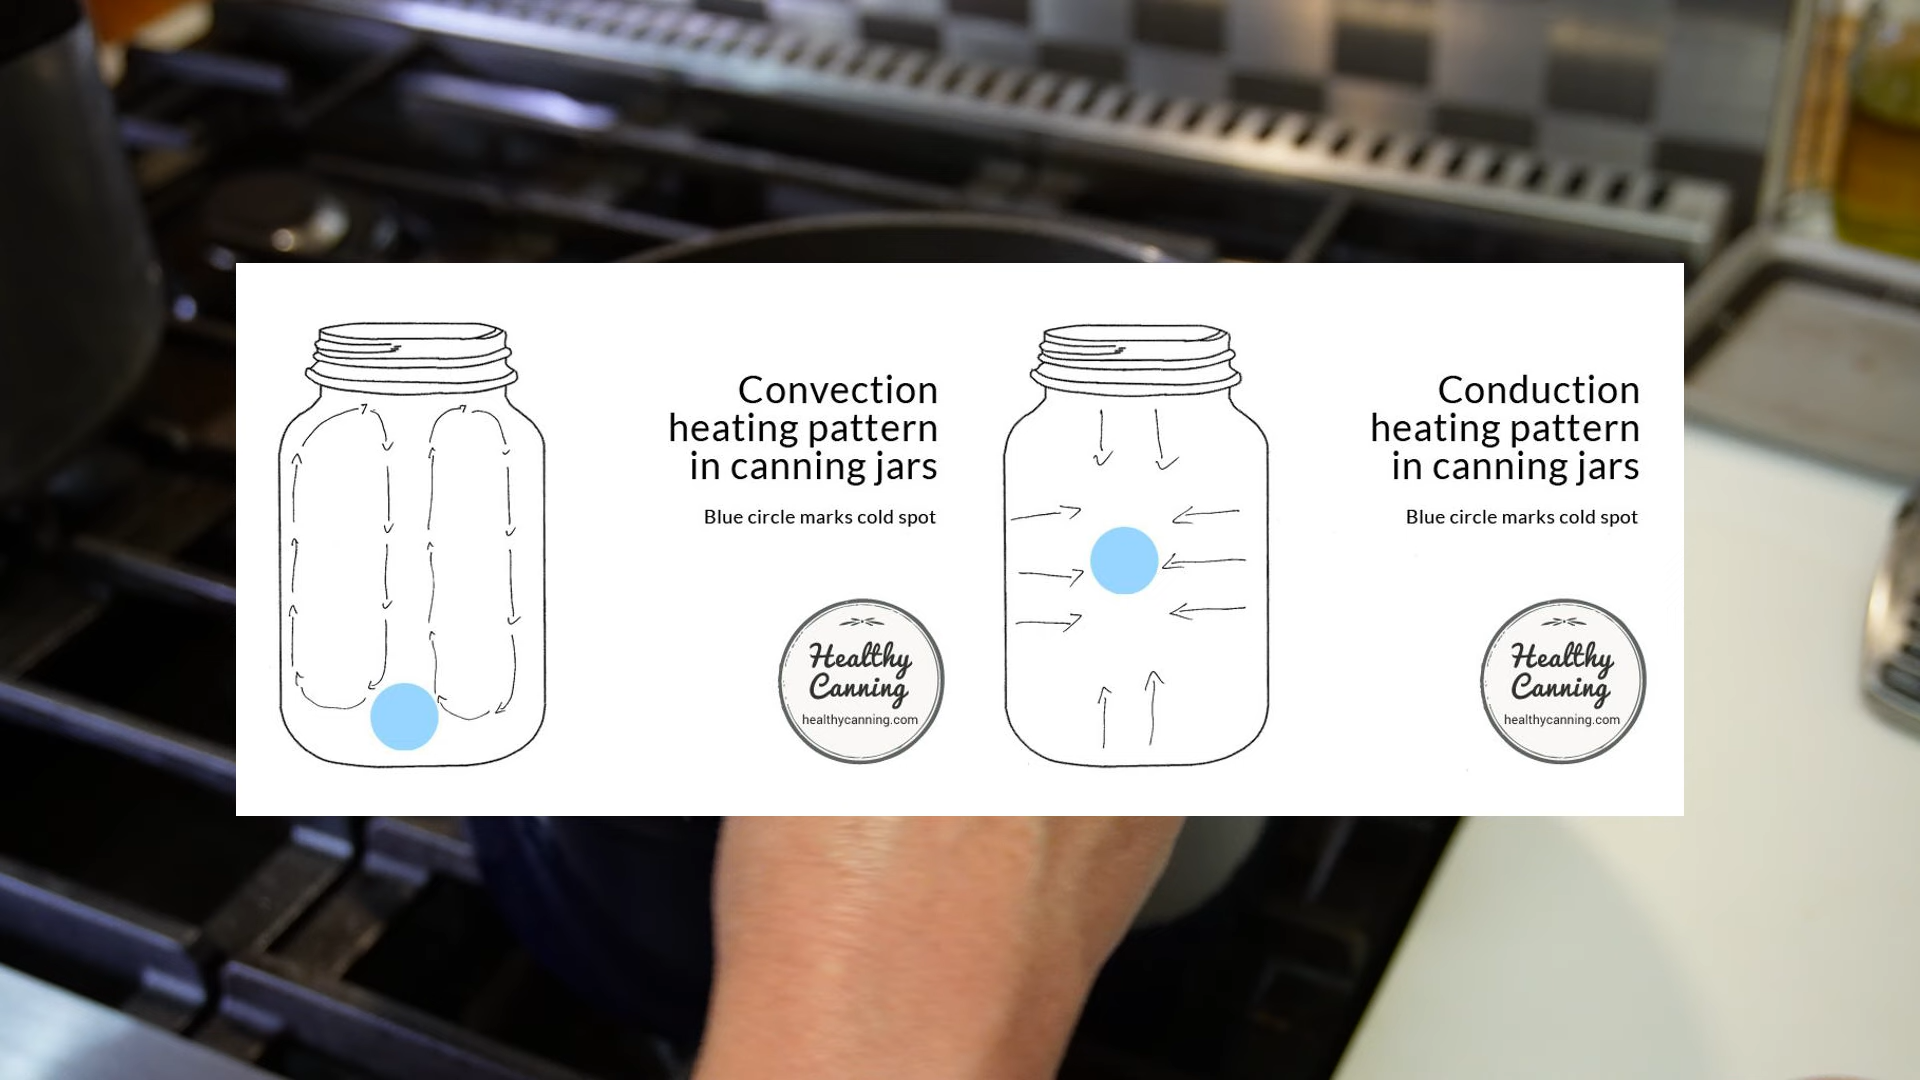 Convection
heating pattern
in canning jars
Blue circle marks cold spot
Healthy
Canning
healthycanning.com
Conduction
heating pattern
in canning jars
Blue circle marks cold spot
Healthy
Canning
healthycanning.com